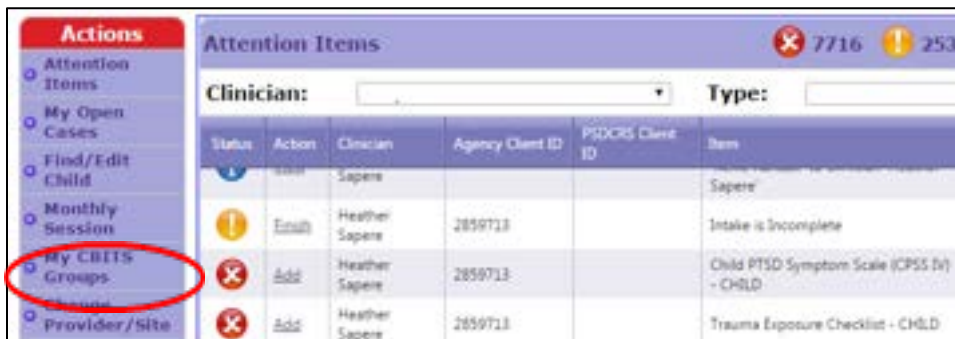 Actions
Attention
Items
My Open
Cases
Find/Edit
Child
Monthly
Session
My CBITS
Groups
Change
Provider/Site
Attention Items
7716
253
Clinician:
Type:
Status Action Clinician Agency Client ID PSDCRS Client ID Item
Sapere
Sapere'
Heather
Sapere
2859713
Intake is Incomplete
Add
Heather
Sapere
2859713
Child PTSD Symptom Scale (CPSS IV)
- CHILD
Add
Heather
Sapere
2859713
Trauma Exposure Checklist - CHILD